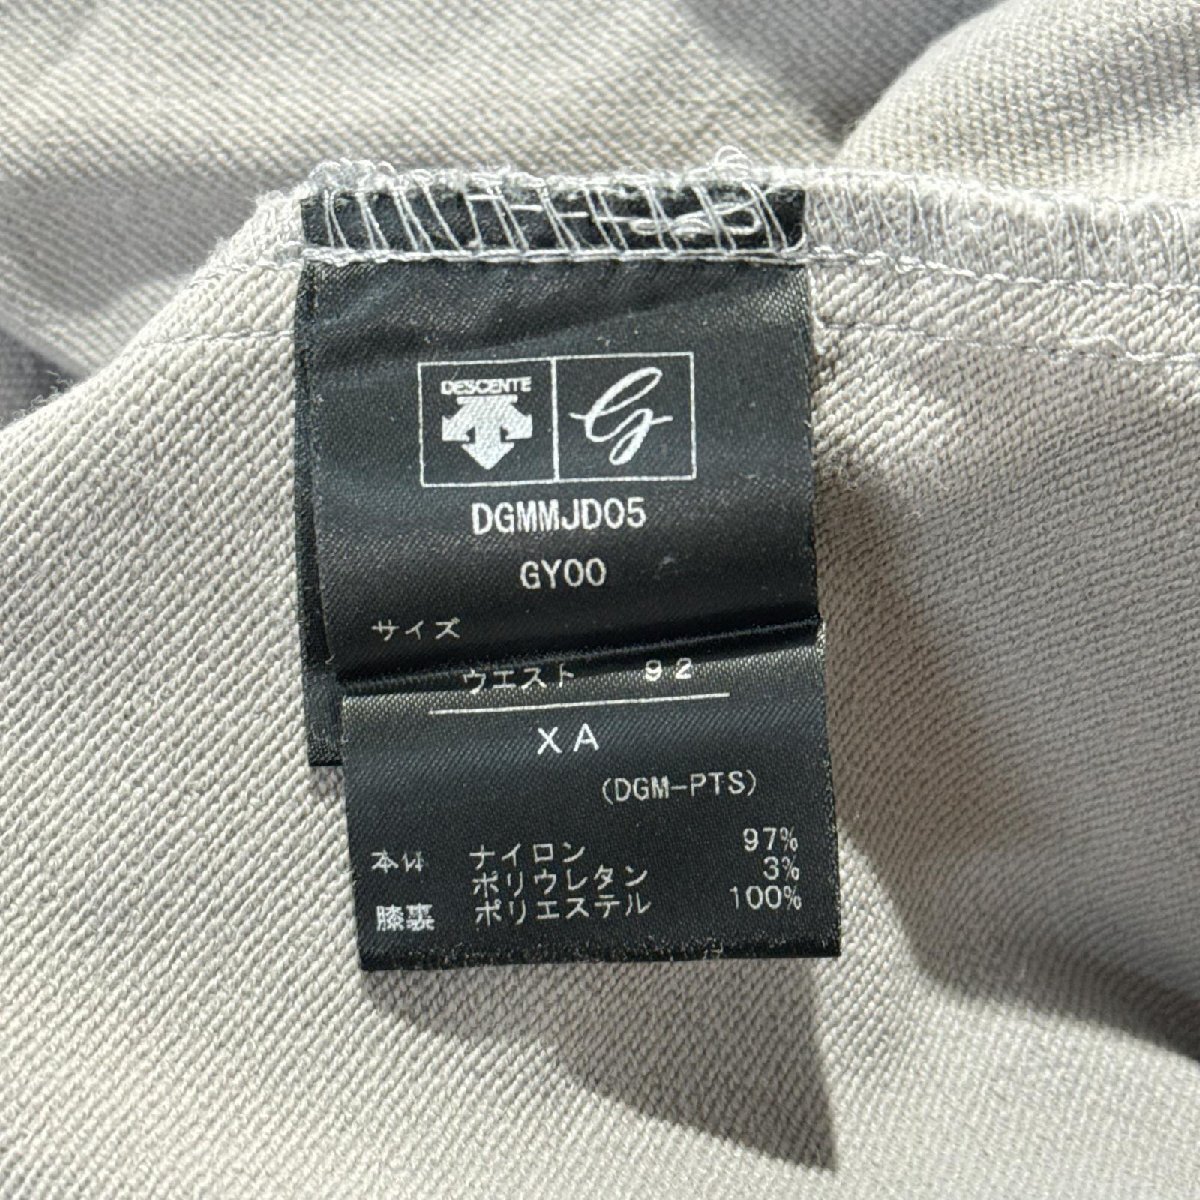 DESCENTE
G
DGMMJD05
GY00
サイズ
ウエスト 92
XA
(DGM-PTS)
本体 ナイロン 97%
ポリウレタン 3%
膝裏 ポリエステル 100%